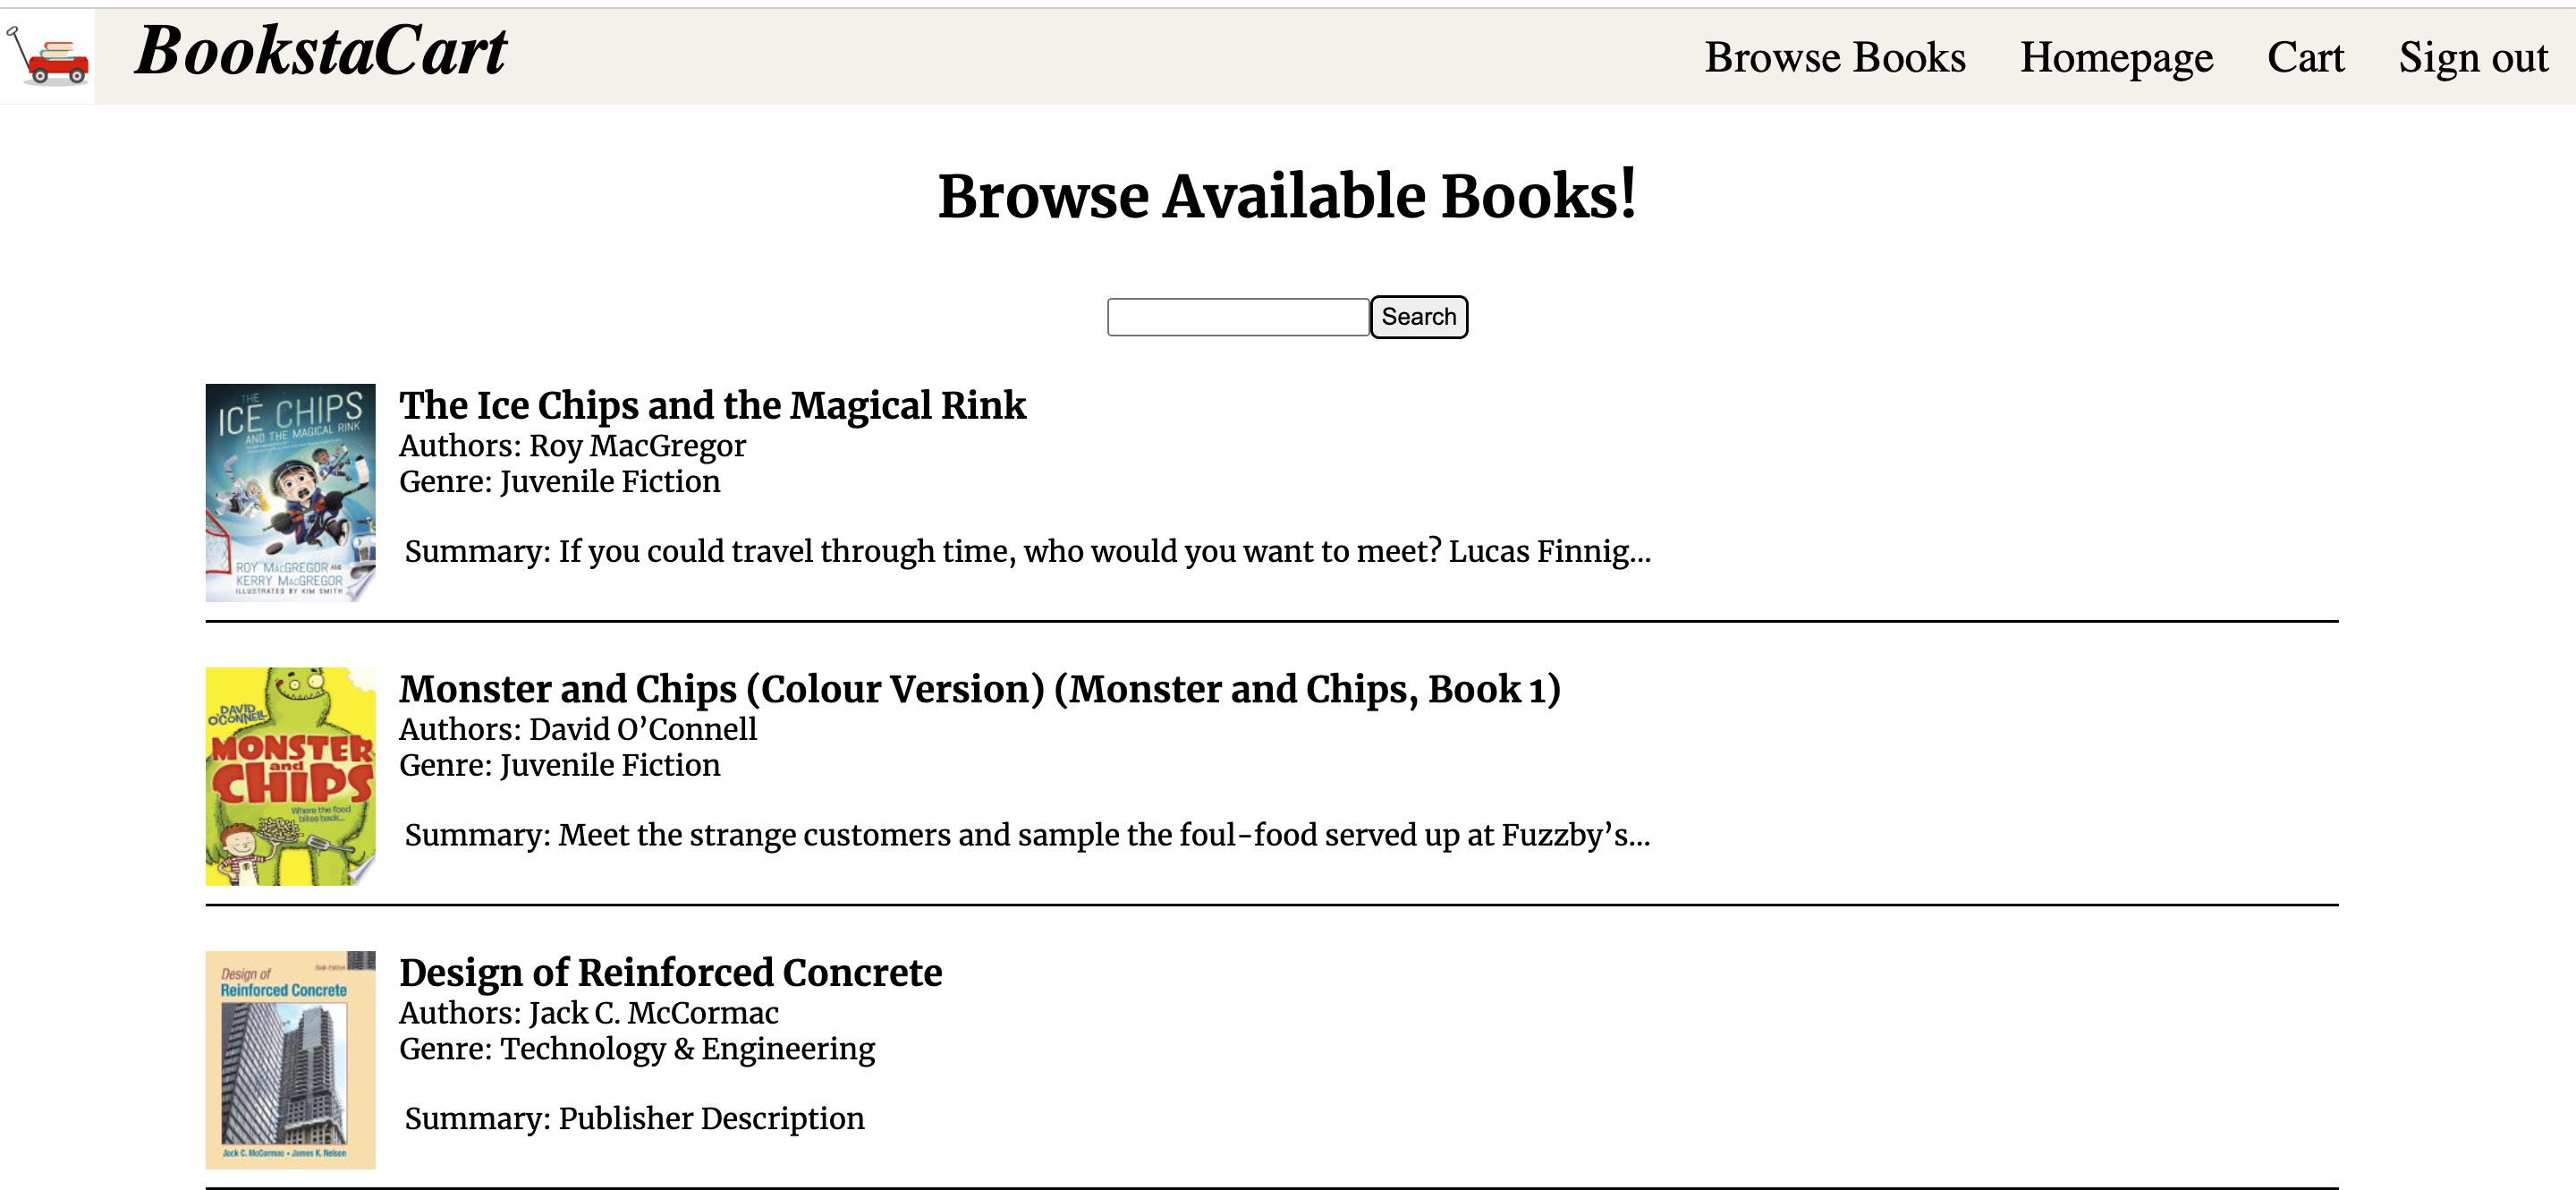 BookstaCart
Browse Books Homepage Cart Sign out
Browse Available Books!
Search
THE
ICE CHIPS
AND THE MAGICAL RINK
ROY MACGREGOR AND
KERRY MACGREGOR
ILLUSTRATED BY KIM SMITH
The Ice Chips and the Magical Rink
Authors: Roy MacGregor
Genre: Juvenile Fiction
Summary: If you could travel through time, who would you want to meet? Lucas Finnig...
DAVID
O'CONNELL
MONSTER
and
CHIPS
Where the food
bites back...
Monster and Chips (Colour Version) (Monster and Chips, Book 1)
Authors: David O’Connell
Genre: Juvenile Fiction
Summary: Meet the strange customers and sample the foul-food served up at Fuzzby’s...
Design of
Reinforced Concrete
Jack C. McCormac • James K. Nelson
Design of Reinforced Concrete
Authors: Jack C. McCormac
Genre: Technology & Engineering
Summary: Publisher Description